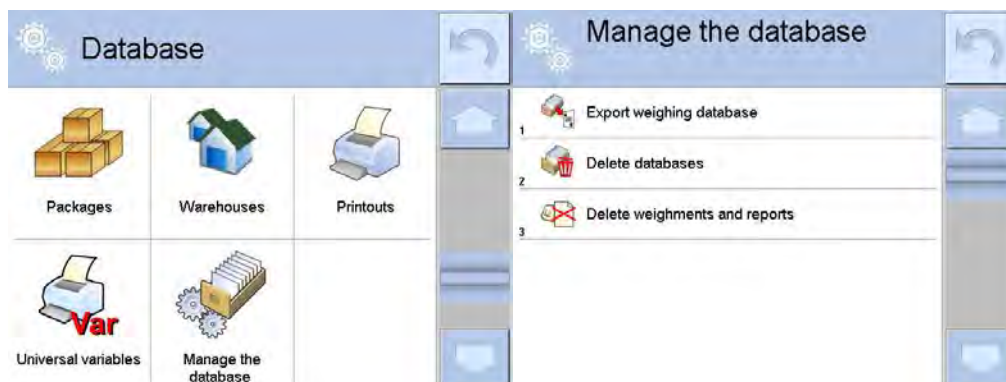 Database
Packages
Warehouses
Printouts
Var
Universal variables
Manage the
database
Manage the database
1
Export weighing database
2
Delete databases
3
Delete weighments and reports